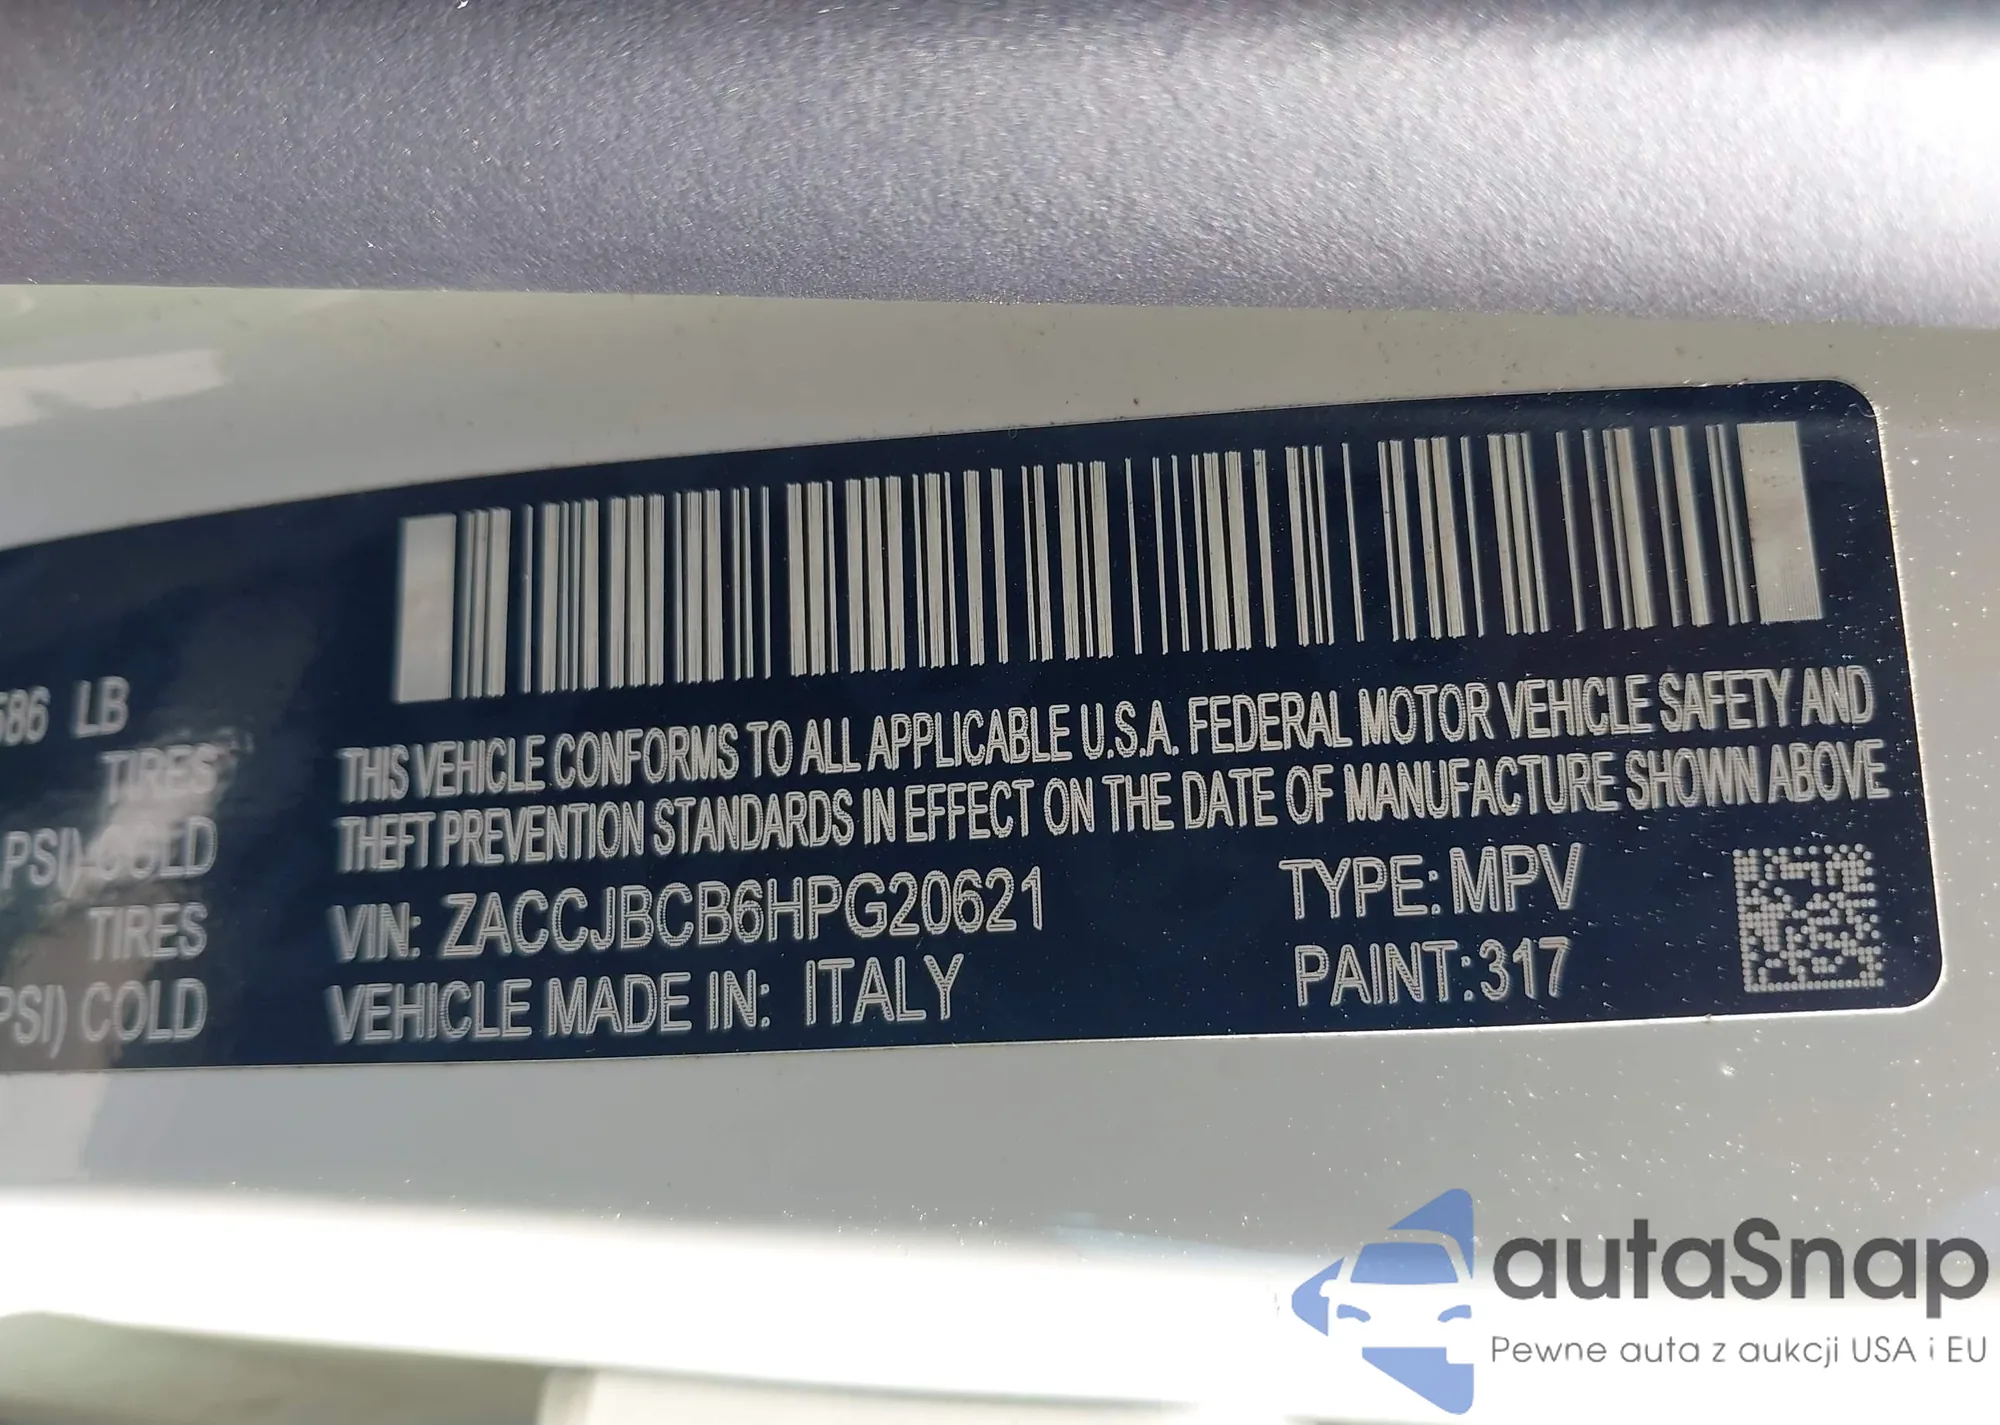 586 LB
TIRES
PSI) COLD
TIRES
PSI) COLD
THIS VEHICLE CONFORMS TO ALL APPLICABLE U.S.A. FEDERAL MOTOR VEHICLE SAFETY AND
THEFT PREVENTION STANDARDS IN EFFECT ON THE DATE OF MANUFACTURE SHOWN ABOVE
VIN: ZACCJBCB6HPG20621 TYPE: MPV
VEHICLE MADE IN: ITALY PAINT: 317
autaSnap
Pewne auta z aukcji USA i EU